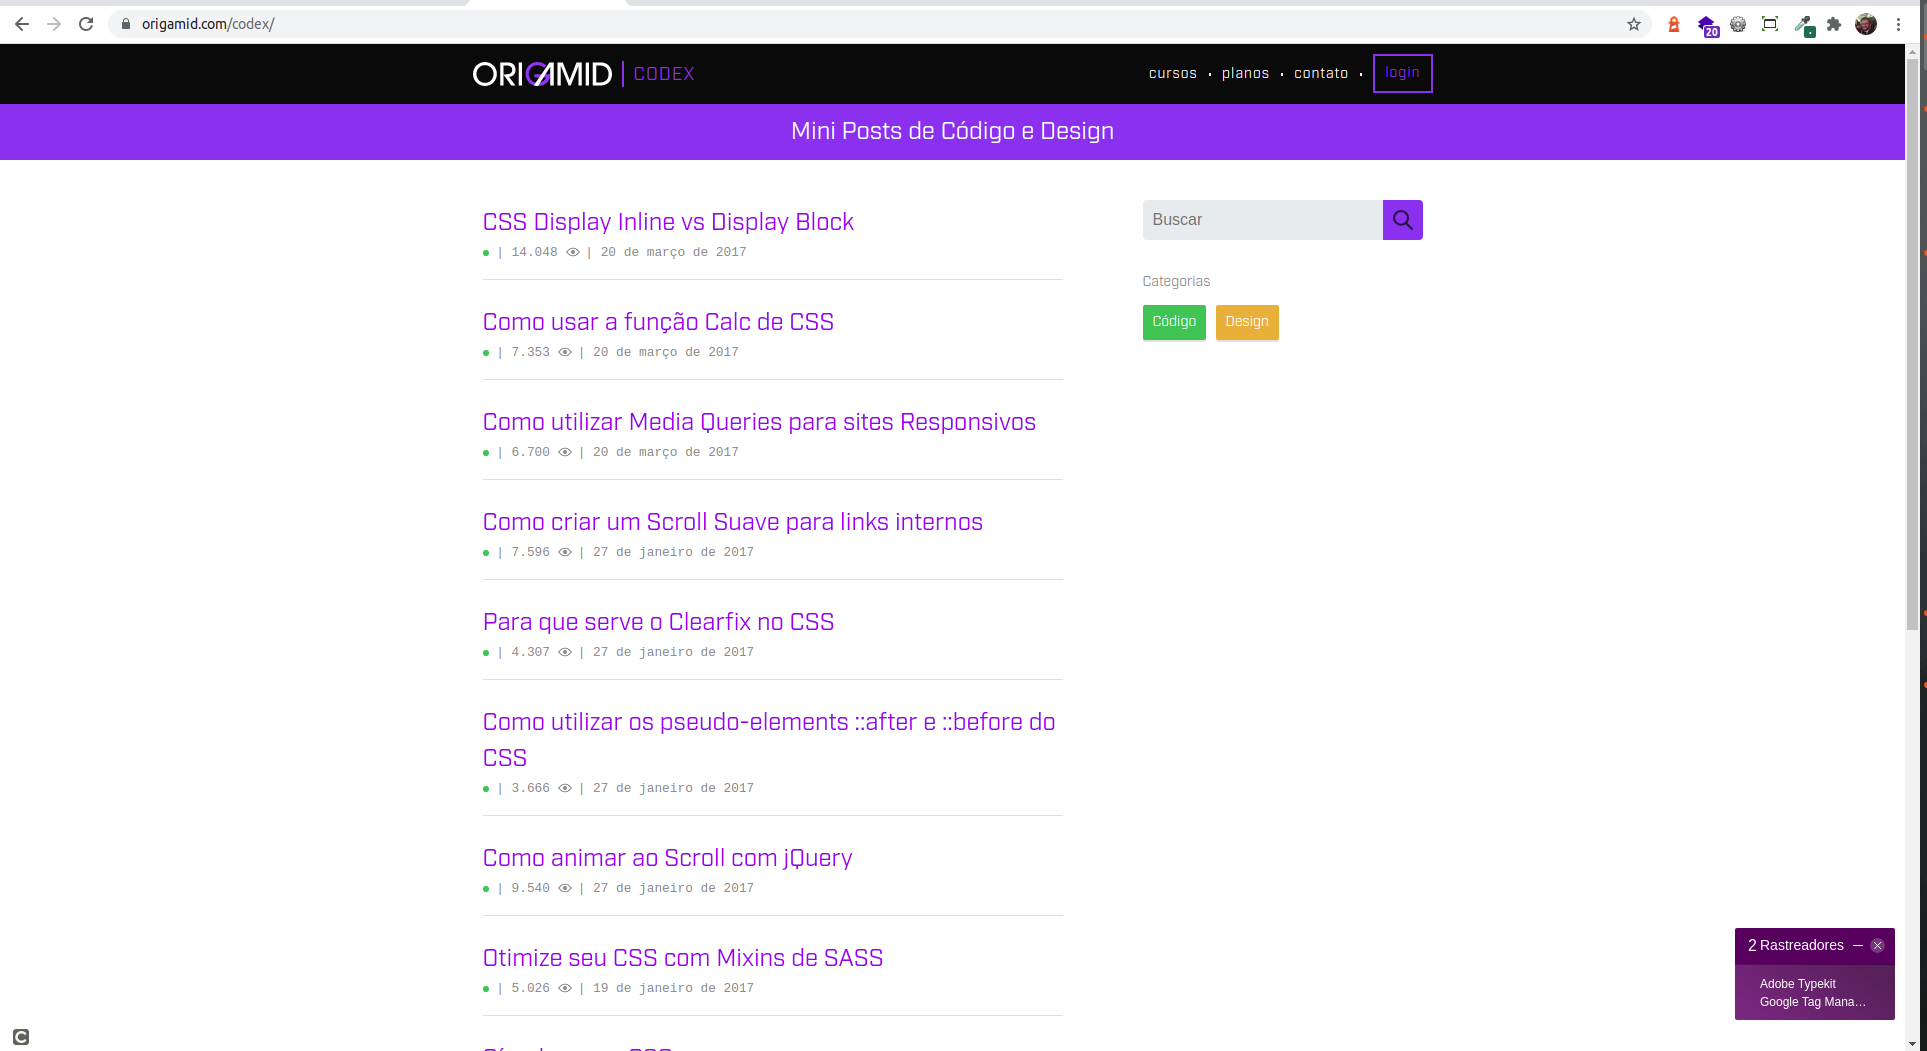 origamid.com/codex/
20
ORIGAMID CODEX
cursos
planos
contato
login
Mini Posts de Código e Design
CSS Display Inline vs Display Block
| 14.048 | 20 de março de 2017
Como usar a função Calc de CSS
| 7.353 | 20 de março de 2017
Como utilizar Media Queries para sites Responsivos
| 6.700 | 20 de março de 2017
Como criar um Scroll Suave para links internos
| 7.596 | 27 de janeiro de 2017
Para que serve o Clearfix no CSS
| 4.307 | 27 de janeiro de 2017
Como utilizar os pseudo-elements ::after e ::before do
CSS
| 3.666 | 27 de janeiro de 2017
Como animar ao Scroll com jQuery
| 9.540 | 27 de janeiro de 2017
Otimize seu CSS com Mixins de SASS
| 5.026 | 19 de janeiro de 2017
Buscar
Categorias
Código
Design
2 Rastreadores
Adobe Typekit
Google Tag Mana…
C